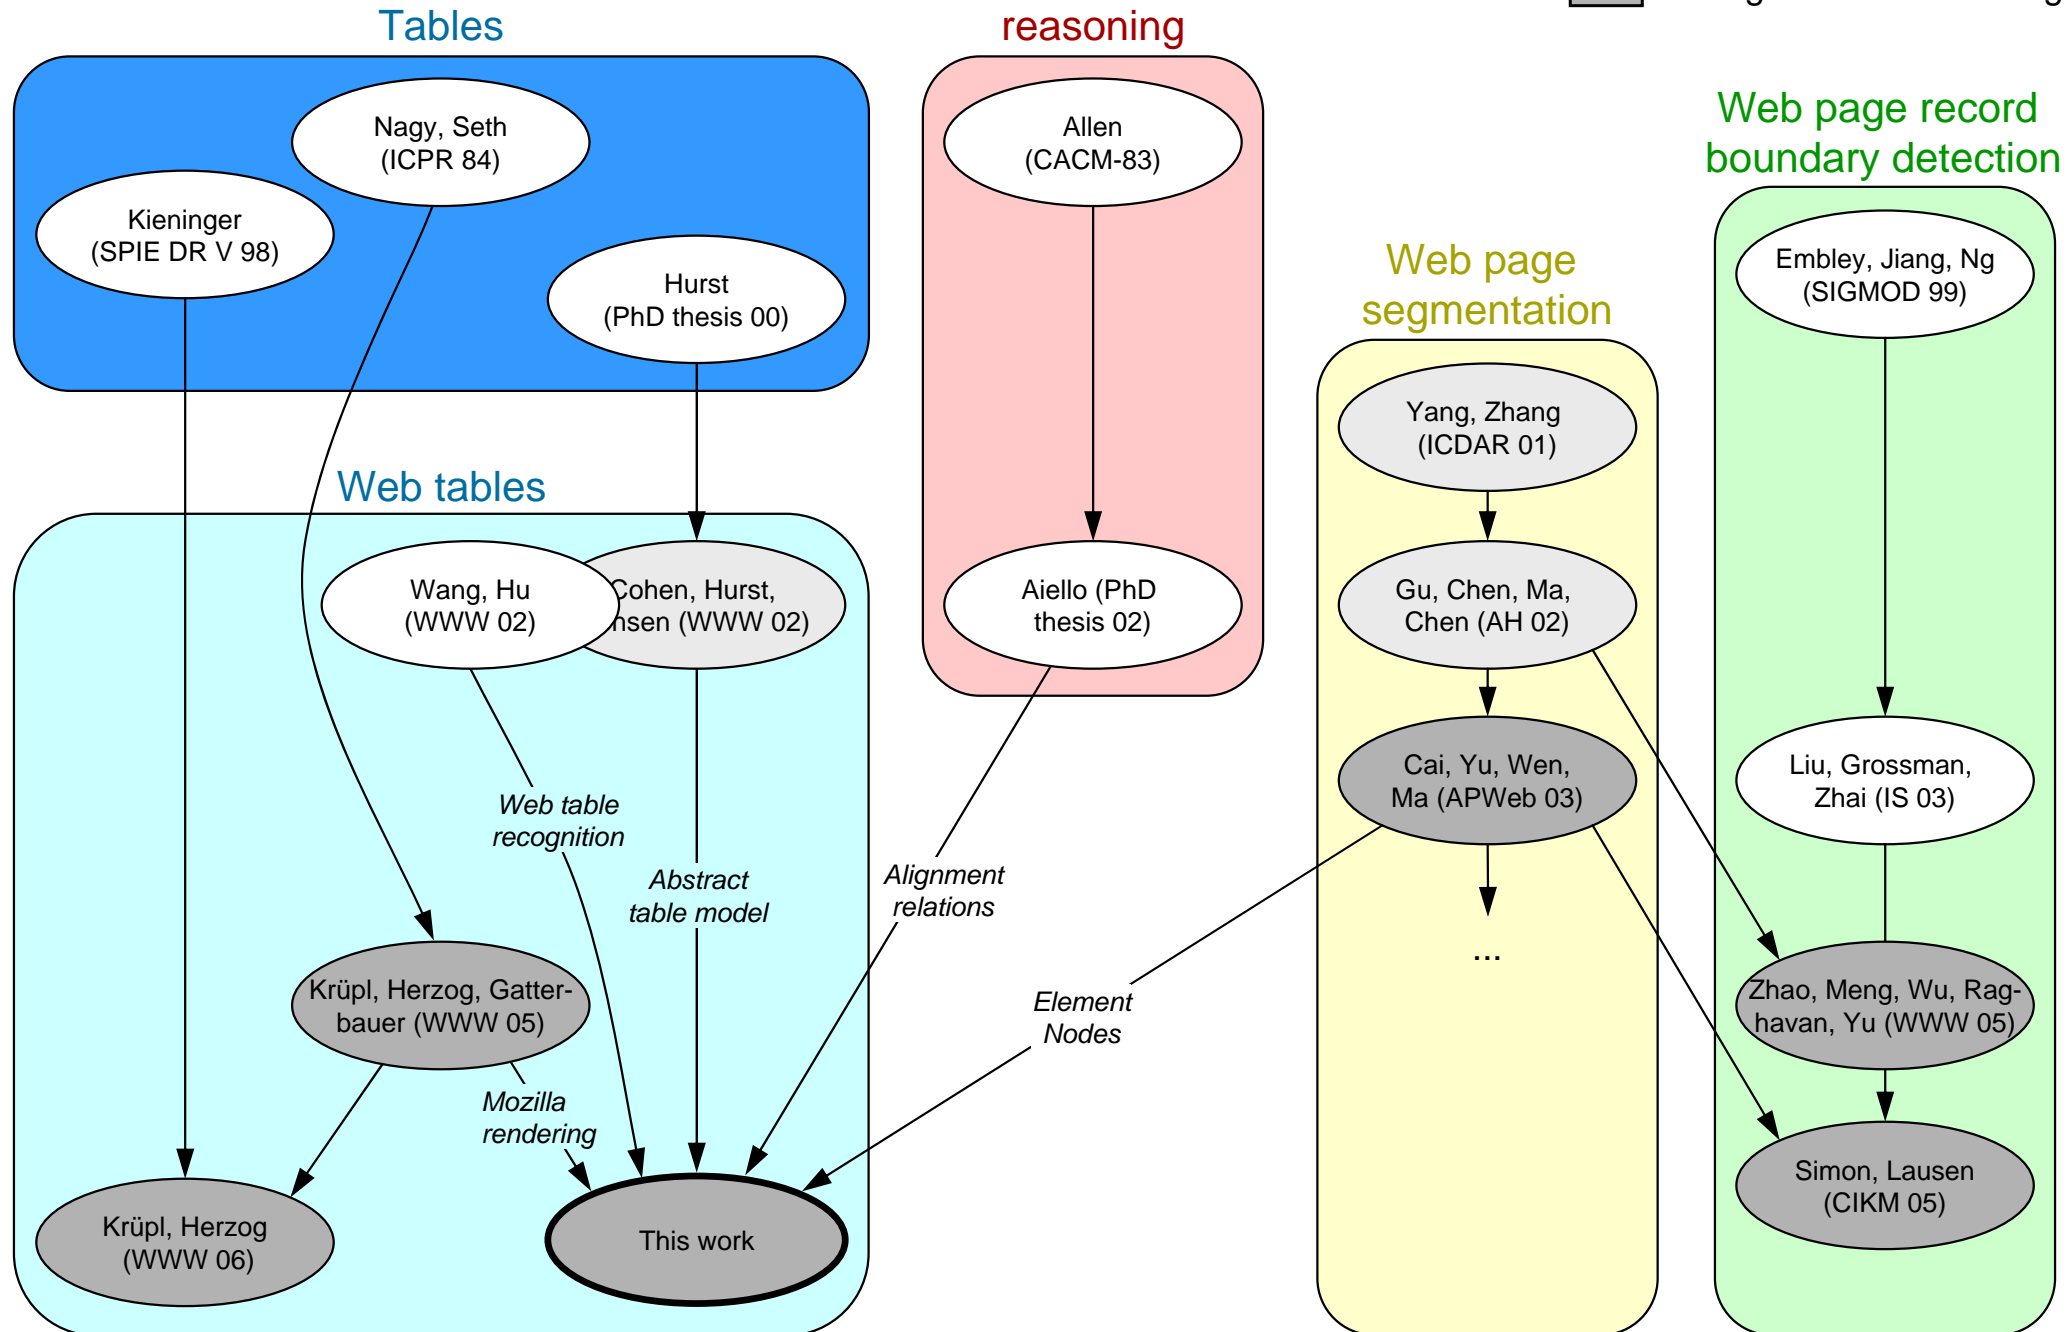 Tables
reasoning
Nagy, Seth
(ICPR 84)
Kieninger
(SPIE DR V 98)
Hurst
(PhD thesis 00)
Allen
(CACM-83)
Web page record
boundary detection
Embley, Jiang, Ng
(SIGMOD 99)
Web page
segmentation
Yang, Zhang
(ICDAR 01)
Web tables
Wang, Hu
(WWW 02)
Cohen, Hurst,
(WWW 02)
Aiello (PhD
thesis 02)
Gu, Chen, Ma,
Chen (AH 02)
Cai, Yu, Wen,
Ma (APWeb 03)
Liu, Grossman,
Zhai (IS 03)
Web table
recognition
Abstract
table model
Alignment
relations
...
Krüpl, Herzog, Gatter-
bauer (WWW 05)
Element
Nodes
Zhao, Meng, Wu, Rag-
havan, Yu (WWW 05)
Mozilla
rendering
Simon, Lausen
(CIKM 05)
Krüpl, Herzog
(WWW 06)
This work